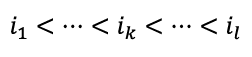 i₁ < ⋯ < iₖ < ⋯ < iₗ